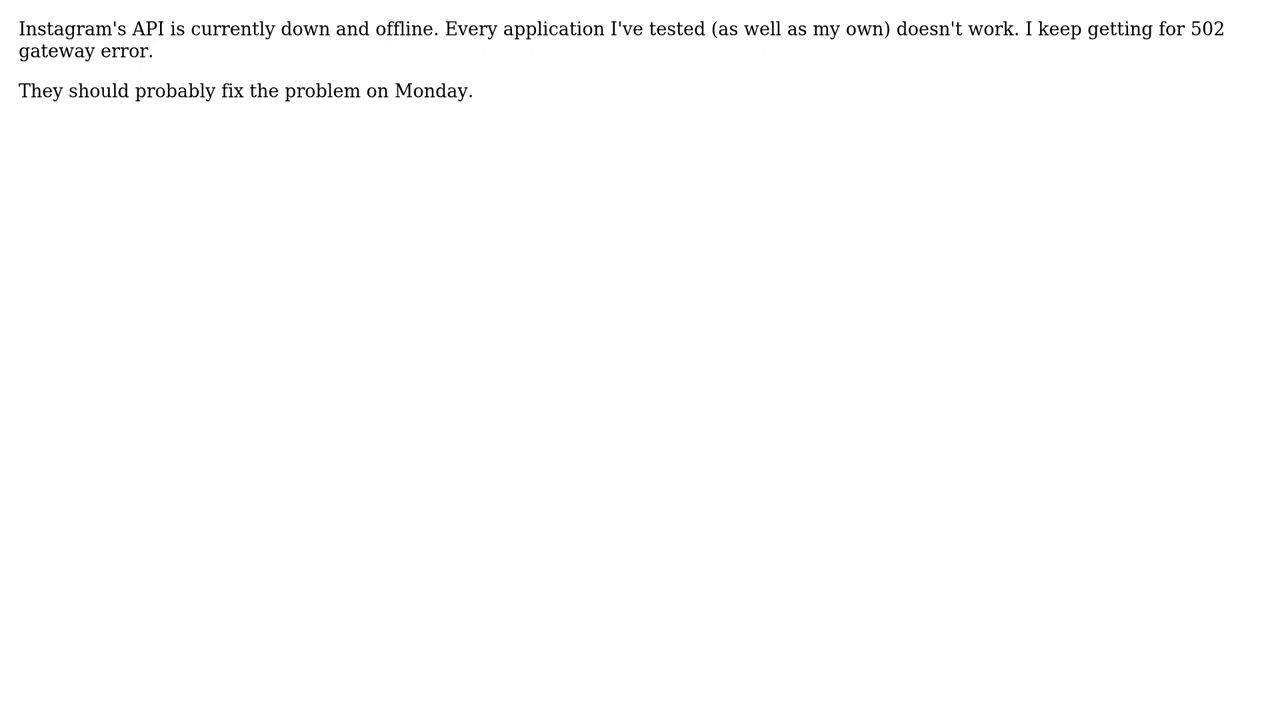 Instagram's API is currently down and offline. Every application I've tested (as well as my own) doesn't work. I keep getting for 502
gateway error.
They should probably fix the problem on Monday.